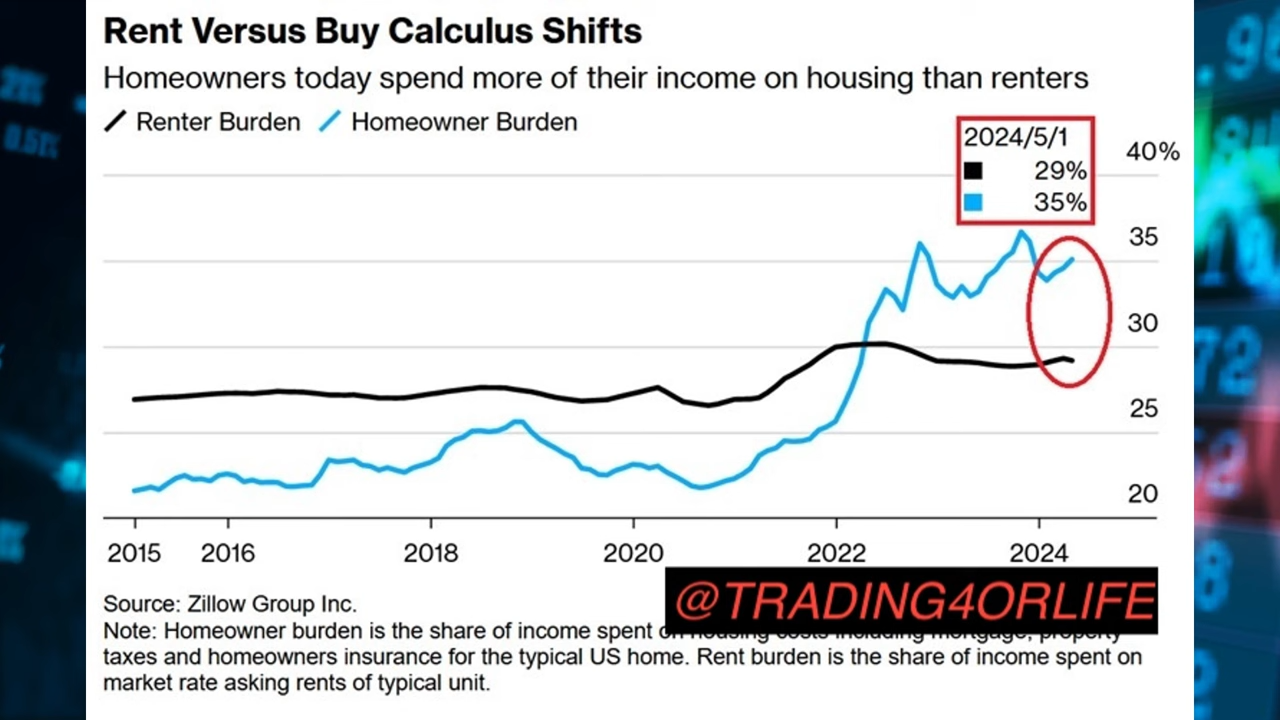 Rent Versus Buy Calculus Shifts
Homeowners today spend more of their income on housing than renters
Renter Burden Homeowner Burden
2024/5/1
29%
35%
40%
35
30
25
20
2015 2016 2018 2020 2022 2024
@TRADING4ORLIFE
Source: Zillow Group Inc.
Note: Homeowner burden is the share of income spent on housing costs including mortgage, property
taxes and homeowners insurance for the typical US home. Rent burden is the share of income spent on
market rate asking rents of typical unit.